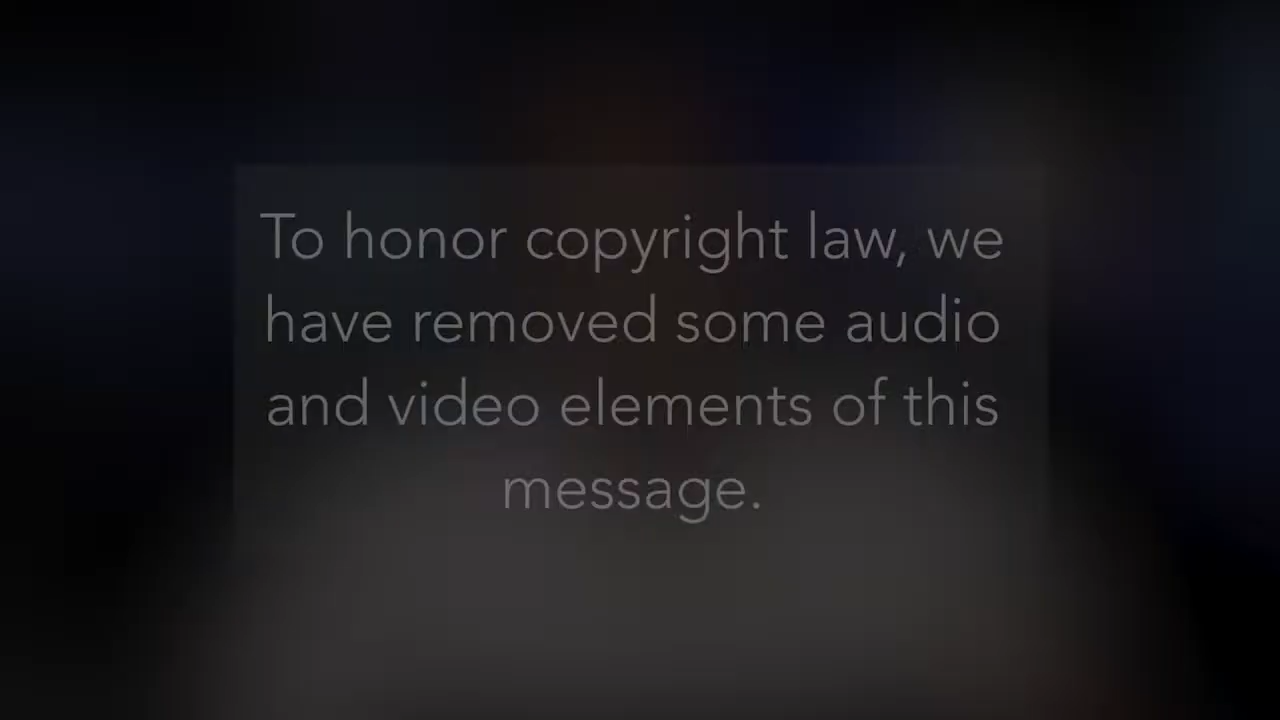 To honor copyright law, we
have removed some audio
and video elements of this
message.